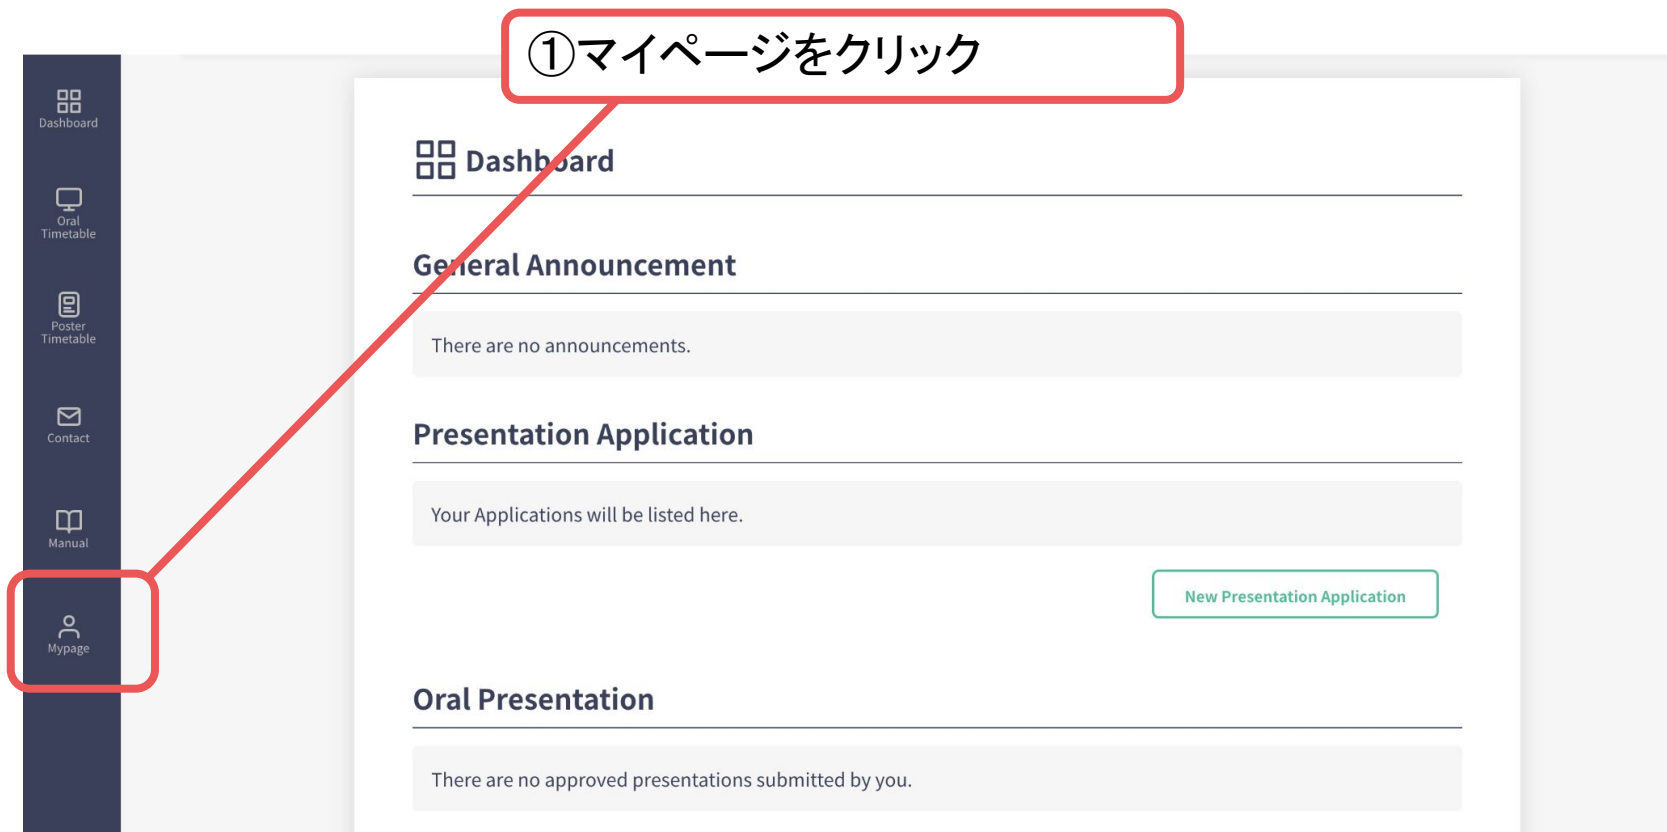 ①マイページをクリック
Dashboard
Oral
Timetable
Poster
Timetable
Contact
Manual
Mypage
Dashboard
General Announcement
There are no announcements.
Presentation Application
Your Applications will be listed here.
New Presentation Application
Oral Presentation
There are no approved presentations submitted by you.